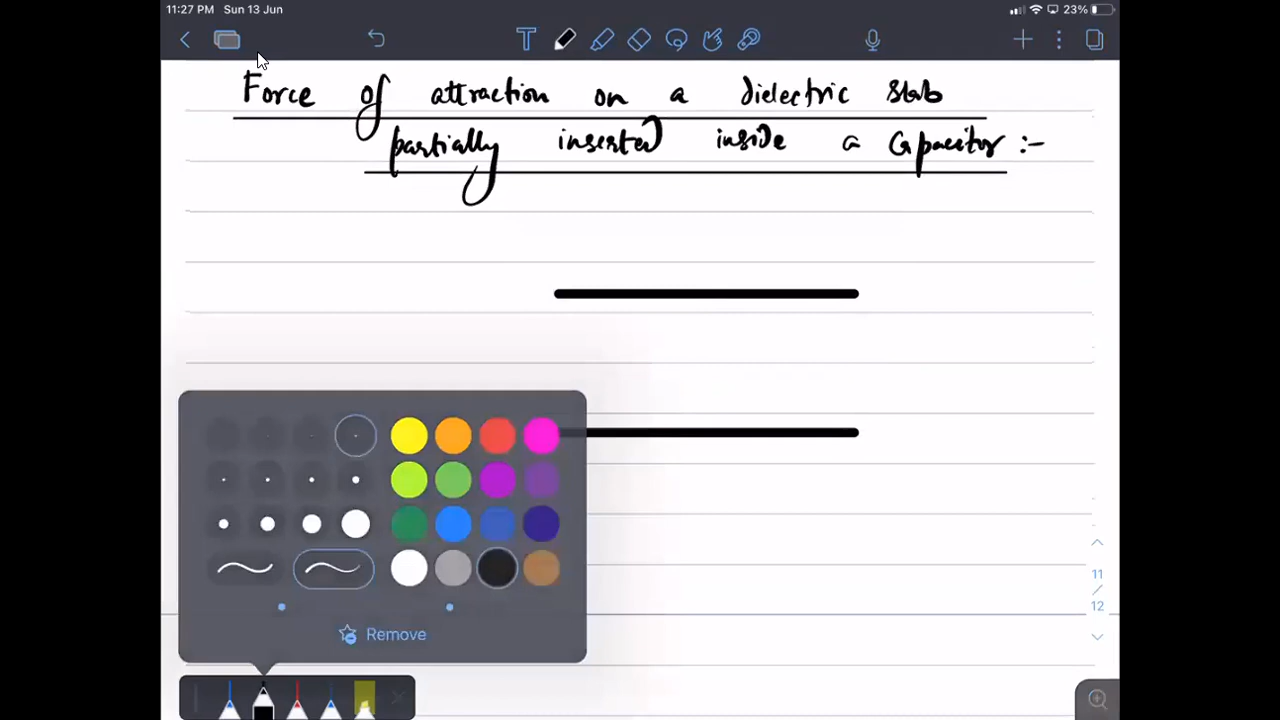 11:27 PM Sun 13 Jun 23%
T
Force of attraction on a dielectric slab
partially inserted inside a Capacitor :-
11
/
12
Remove